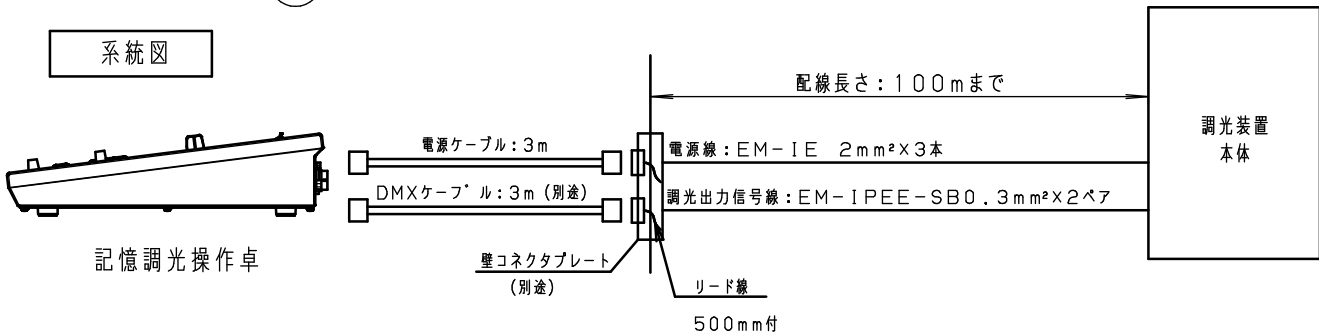 系統図
配線長さ：100mまで
調光装置
本体
電源ケーブル：3m
電源線：EM-IE 2mm²×3本
DMXケーブル：3m (別途)
調光出力信号線：EM-IPEE-SB0.3mm²×2ペア
記憶調光操作卓
壁コネクタプレート
(別途)
リード線
500mm付